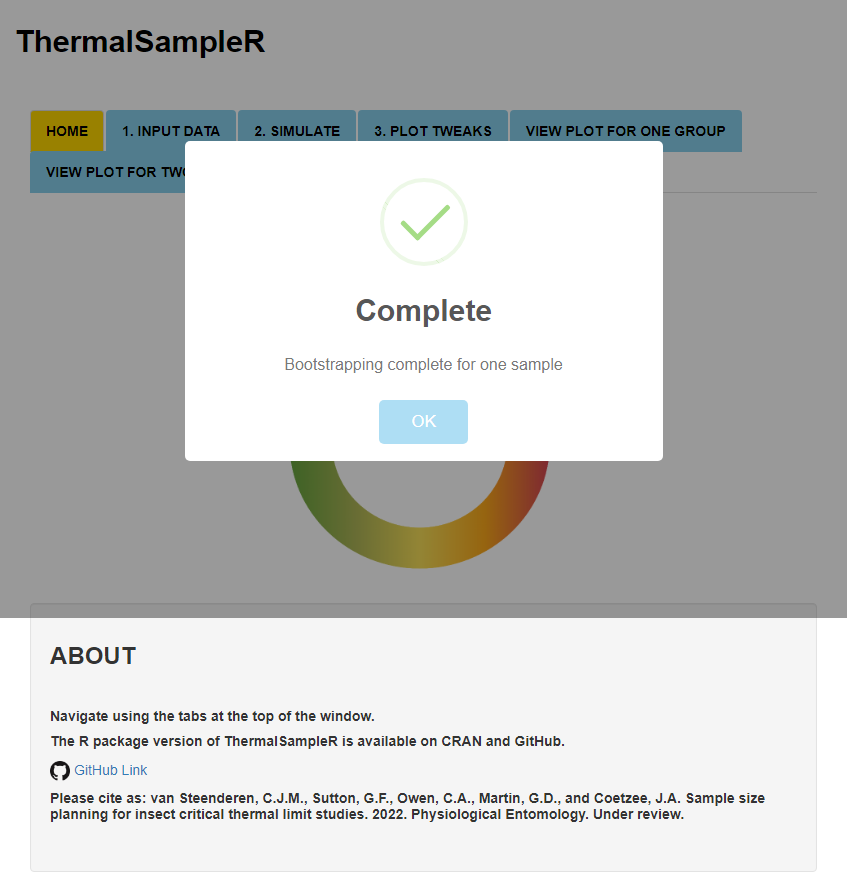 ThermalSampleR
HOME
1. INPUT DATA
2. SIMULATE
3. PLOT TWEAKS
VIEW PLOT FOR ONE GROUP
VIEW PLOT FOR
Complete
Bootstrapping complete for one sample
OK
ABOUT
Navigate using the tabs at the top of the window.
The R package version of ThermalSampleR is available on CRAN and GitHub.
GitHub Link
Please cite as: van Steenderen, C.J.M., Sutton, G.F., Owen, C.A., Martin, G.D., and Coetzee, J.A. Sample size
planning for insect critical thermal limit studies. 2022. Physiological Entomology. Under review.